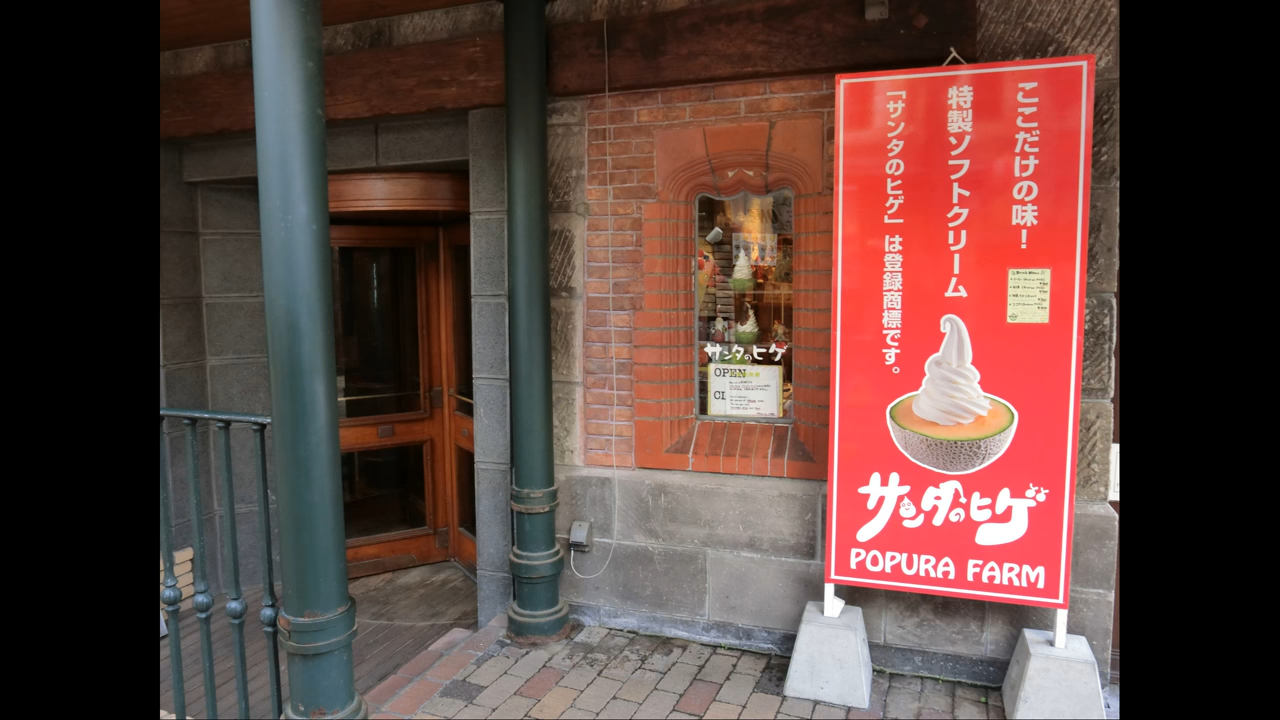 ここだけの味！
特製ソフトクリーム
「サンタのヒゲ」は登録商標です。
サンタのヒゲ
POPURA FARM
サンタのヒゲ
OPEN
CL